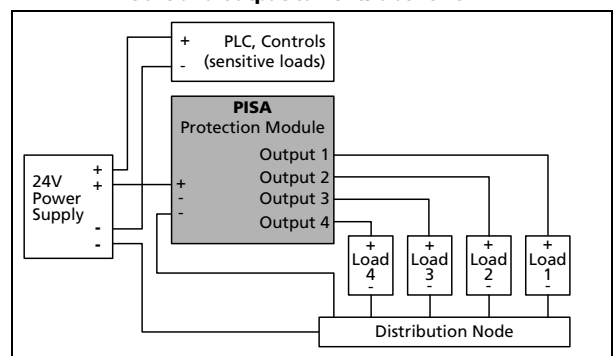 + PLC, Controls
- (sensitive loads)
PISA
Protection Module
Output 1
Output 2
Output 3
Output 4
+
-
-
24V
Power
Supply
+
+
-
-
+
Load
4
-
+
Load
3
-
+
Load
2
-
+
Load
1
-
Distribution Node